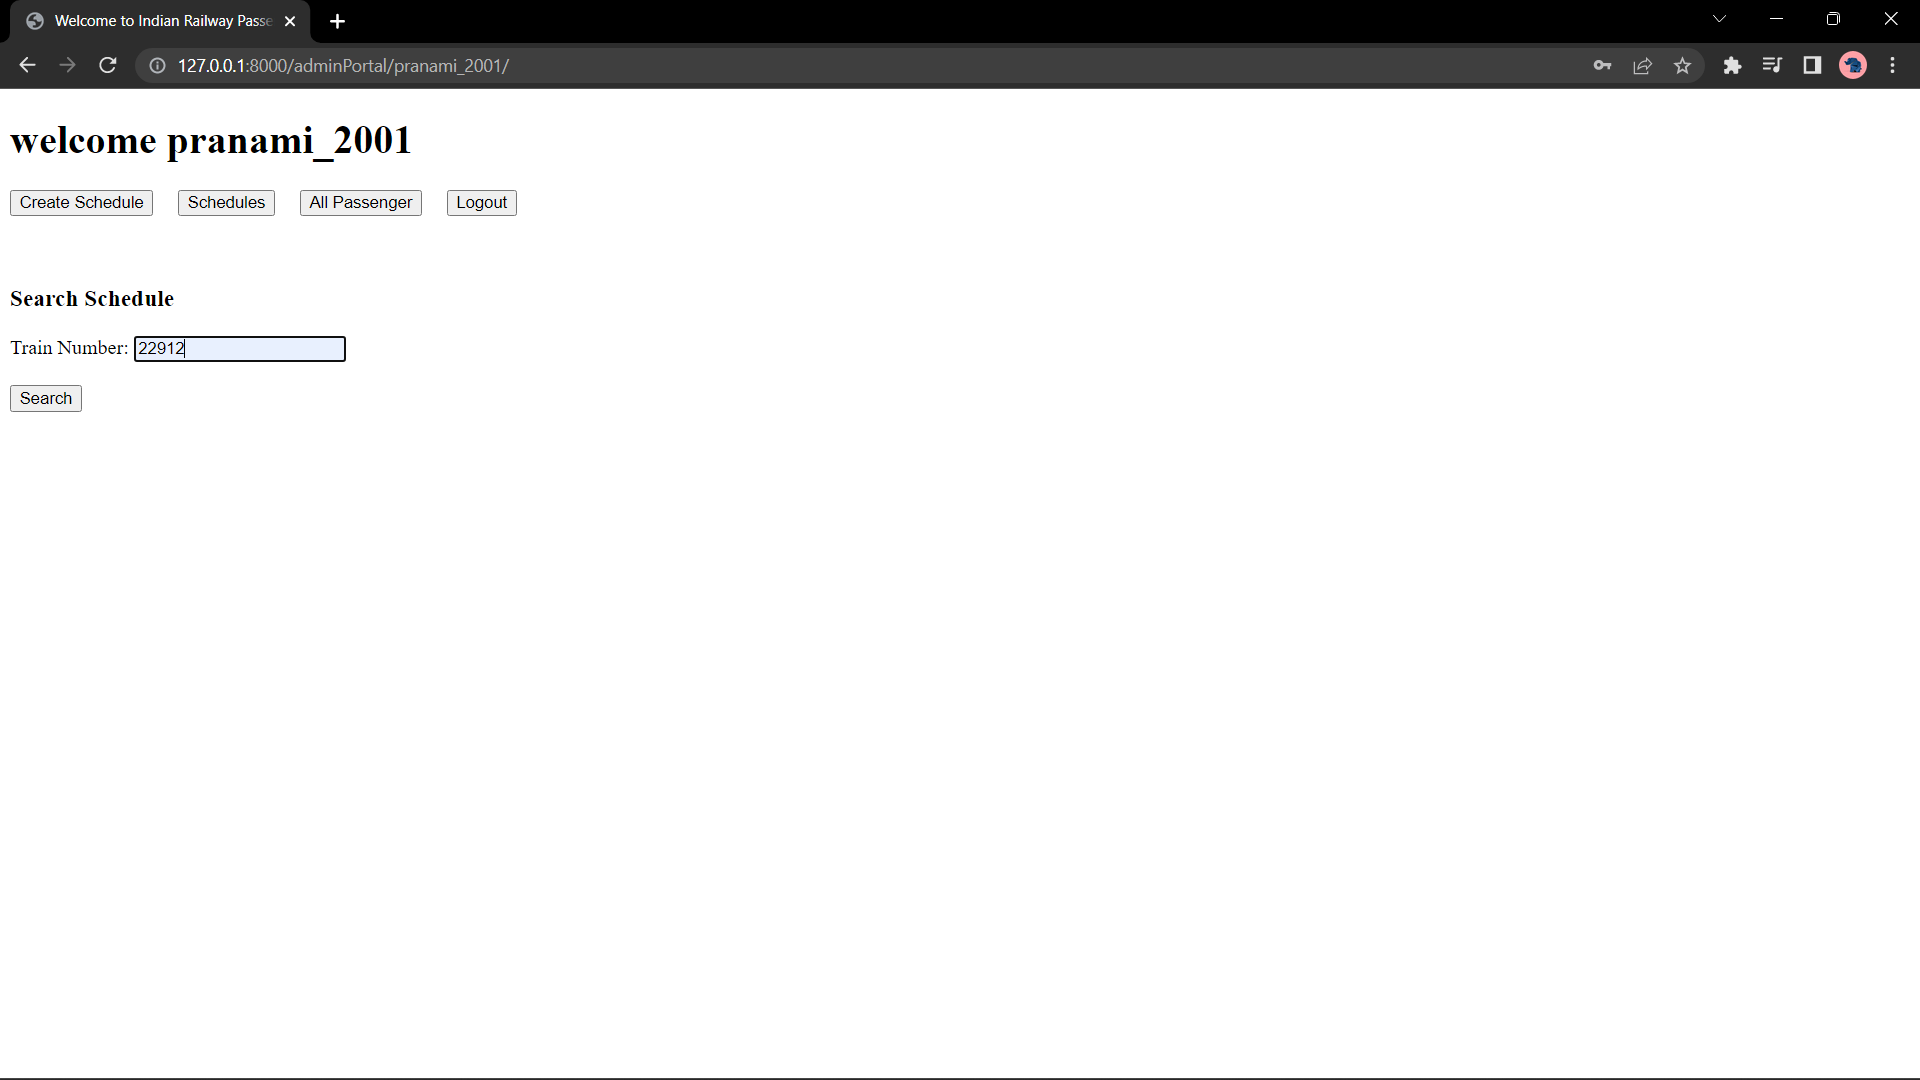 Welcome to Indian Railway Passe
127.0.0.1:8000/adminPortal/pranami_2001/
welcome pranami_2001
Create Schedule Schedules All Passenger Logout
Search Schedule
Train Number: 22912
Search